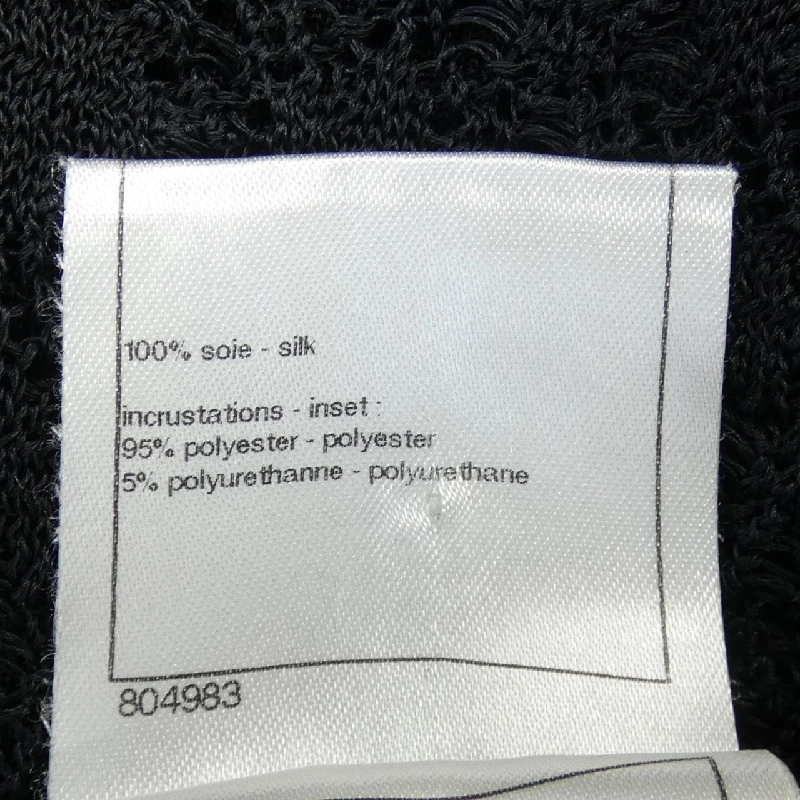 100% soie - silk
incrustations - inset :
95% polyester - polyester
5% polyurethanne - polyurethane
804983